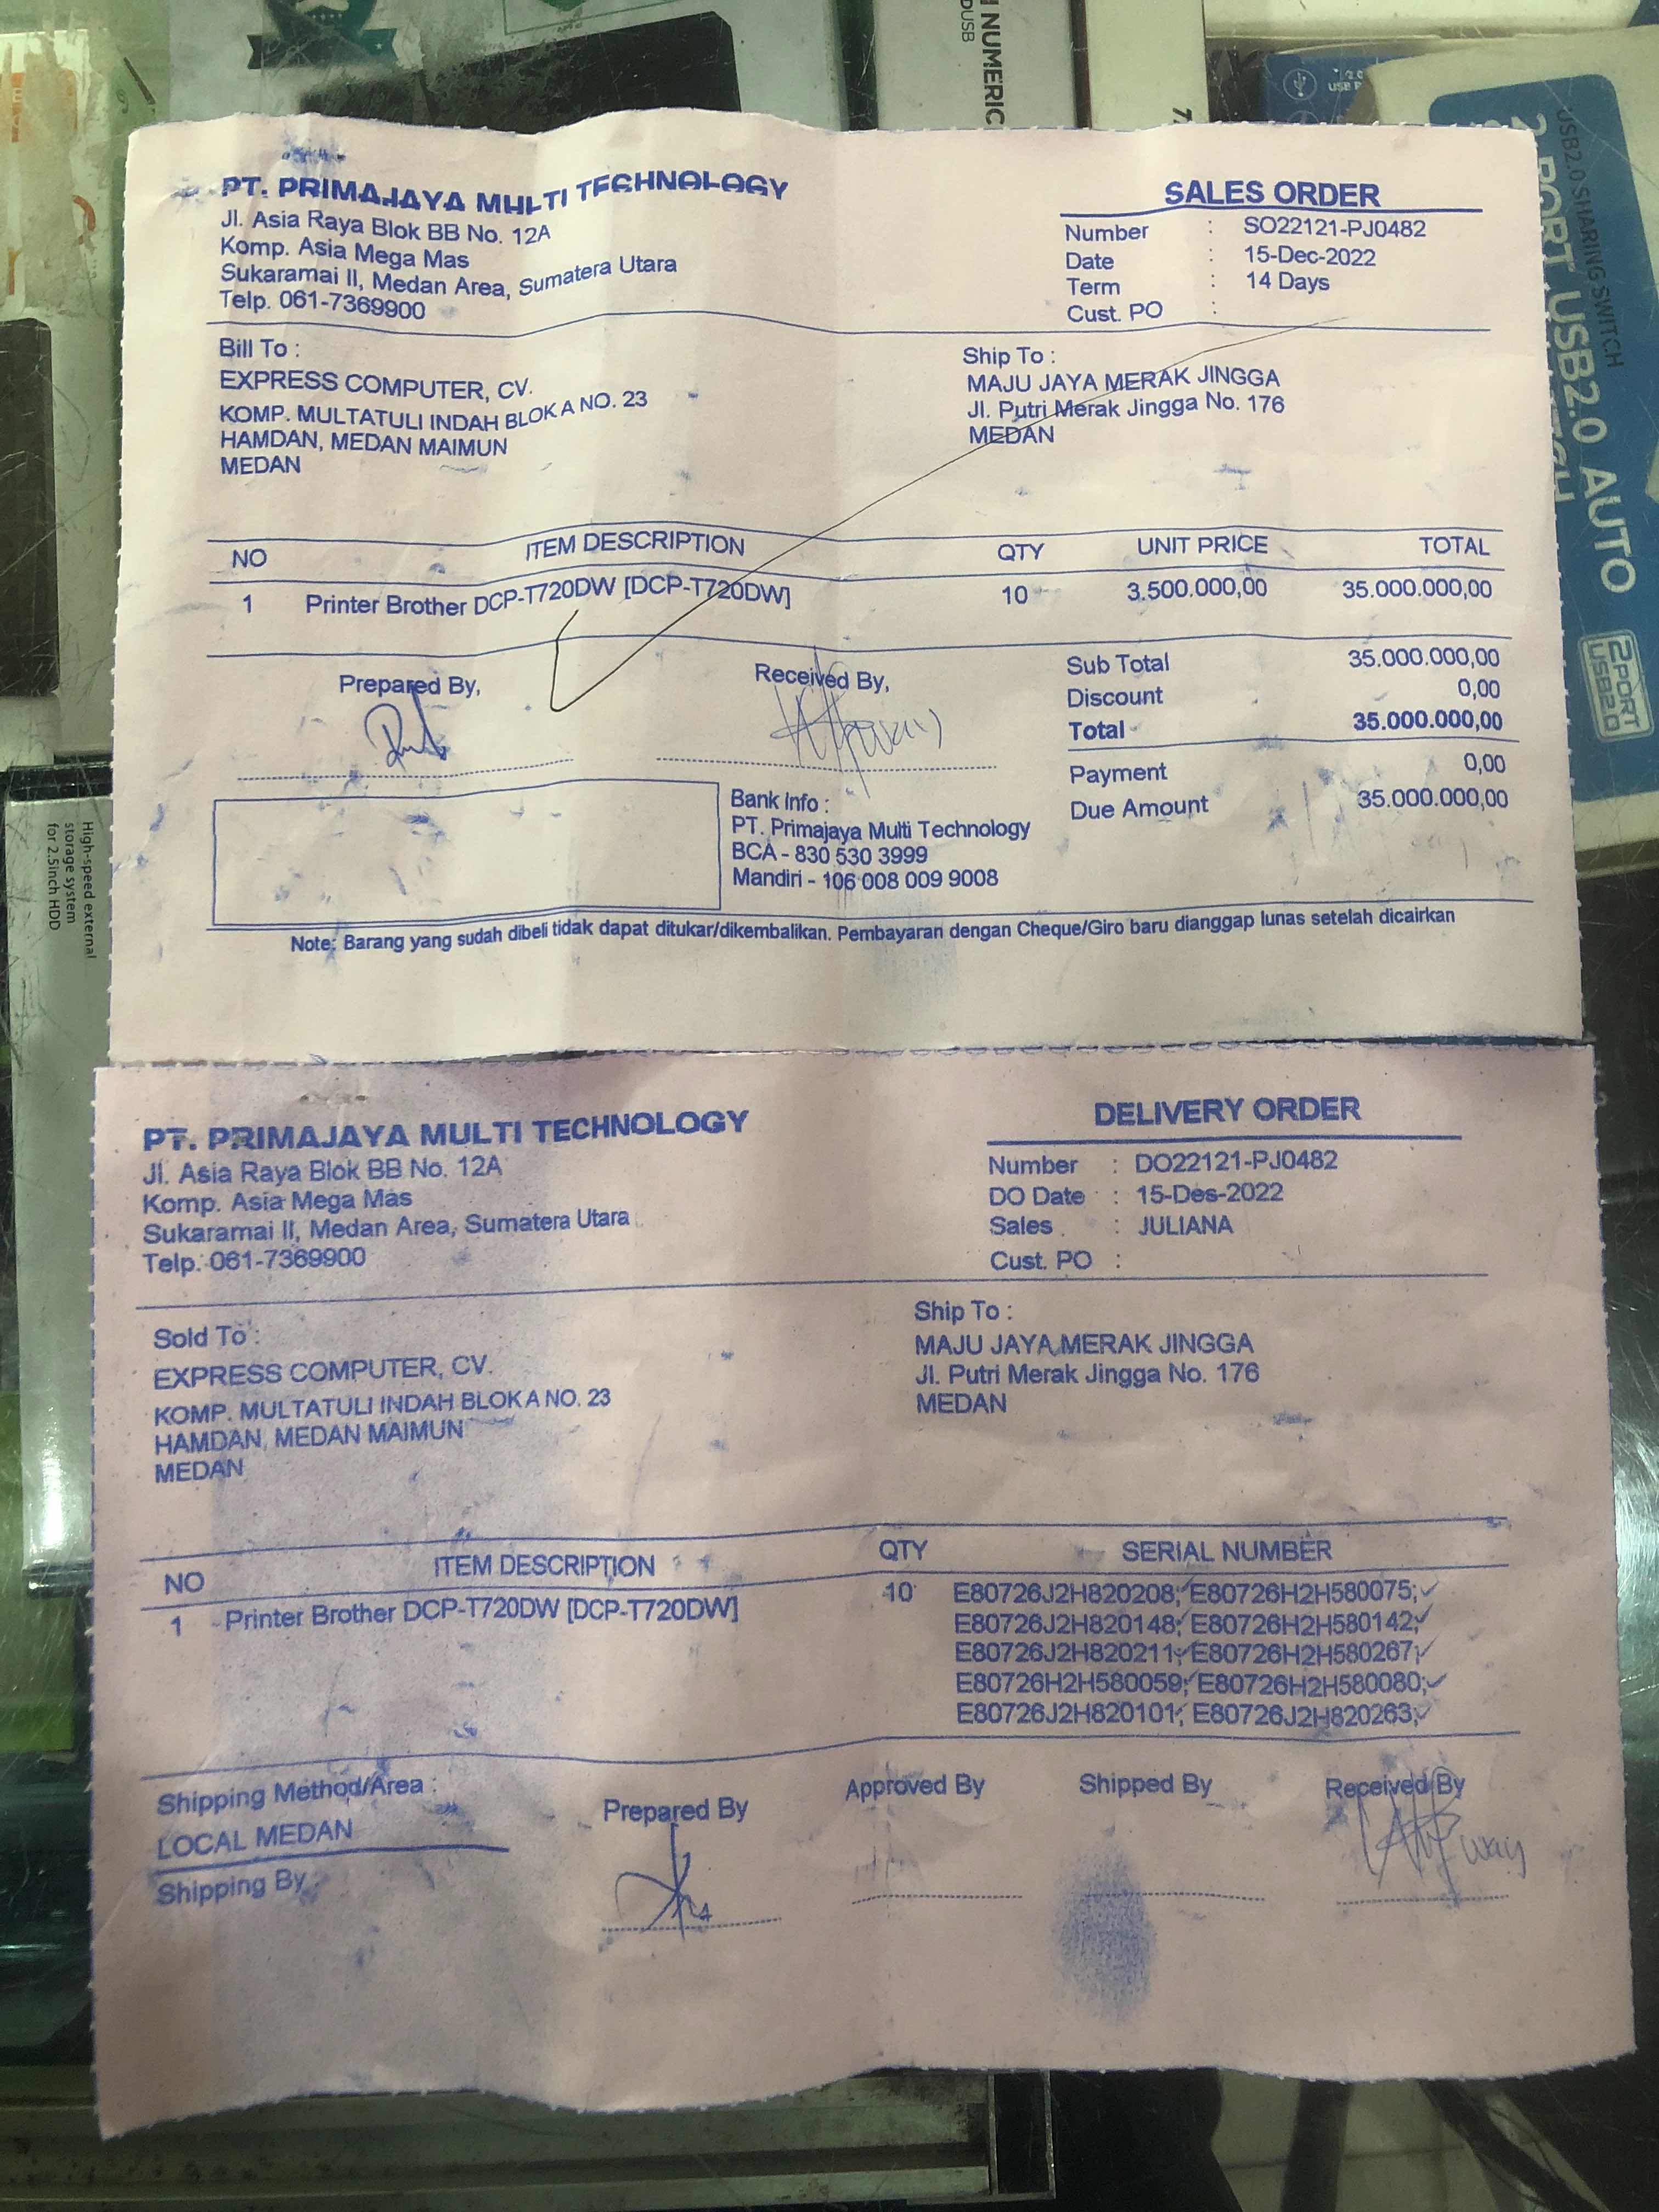 NUMERIC
DUSB
USB2.0 SHARING SWITCH
2 PORT USB2.0 AUTO
2PORT
USB2.0
High-speed external
storage system
for 2.5inch HDD
PT. PRIMAJAYA MULTI TECHNOLOGY
Jl. Asia Raya Blok BB No. 12A
Komp. Asia Mega Mas
Sukaramai II, Medan Area, Sumatera Utara
Telp. 061-7369900
SALES ORDER
Number : SO22121-PJ0482
Date : 15-Dec-2022
Term : 14 Days
Cust. PO :
Bill To :
EXPRESS COMPUTER, CV.
KOMP. MULTATULI INDAH BLOK A NO. 23
HAMDAN, MEDAN MAIMUN
MEDAN
Ship To :
MAJU JAYA MERAK JINGGA
Jl. Putri Merak Jingga No. 176
MEDAN
NO ITEM DESCRIPTION QTY UNIT PRICE TOTAL
1 Printer Brother DCP-T720DW [DCP-T720DW] 10 3.500.000,00 35.000.000,00
Prepared By,
Received By,
Sub Total 35.000.000,00
Discount 0,00
Total 35.000.000,00
Payment 0,00
Due Amount 35.000.000,00
Bank Info :
PT. Primajaya Multi Technology
BCA - 830 530 3999
Mandiri - 106 008 009 9008
Note: Barang yang sudah dibeli tidak dapat ditukar/dikembalikan. Pembayaran dengan Cheque/Giro baru dianggap lunas setelah dicairkan
PT. PRIMAJAYA MULTI TECHNOLOGY
Jl. Asia Raya Blok BB No. 12A
Komp. Asia Mega Mas
Sukaramai II, Medan Area, Sumatera Utara
Telp. 061-7369900
DELIVERY ORDER
Number : DO22121-PJ0482
DO Date : 15-Des-2022
Sales : JULIANA
Cust. PO :
Sold To :
EXPRESS COMPUTER, CV.
KOMP. MULTATULI INDAH BLOK A NO. 23
HAMDAN, MEDAN MAIMUN
MEDAN
Ship To :
MAJU JAYA MERAK JINGGA
Jl. Putri Merak Jingga No. 176
MEDAN
NO ITEM DESCRIPTION QTY SERIAL NUMBER
1 Printer Brother DCP-T720DW [DCP-T720DW] 10 E80726J2H820208; E80726H2H580075;
E80726J2H820148; E80726H2H580142;
E80726J2H820211; E80726H2H580267;
E80726H2H580059; E80726H2H580080;
E80726J2H820101; E80726J2H820263;
Shipping Method/Area :
LOCAL MEDAN
Shipping By :
Prepared By
Approved By
Shipped By
Received By